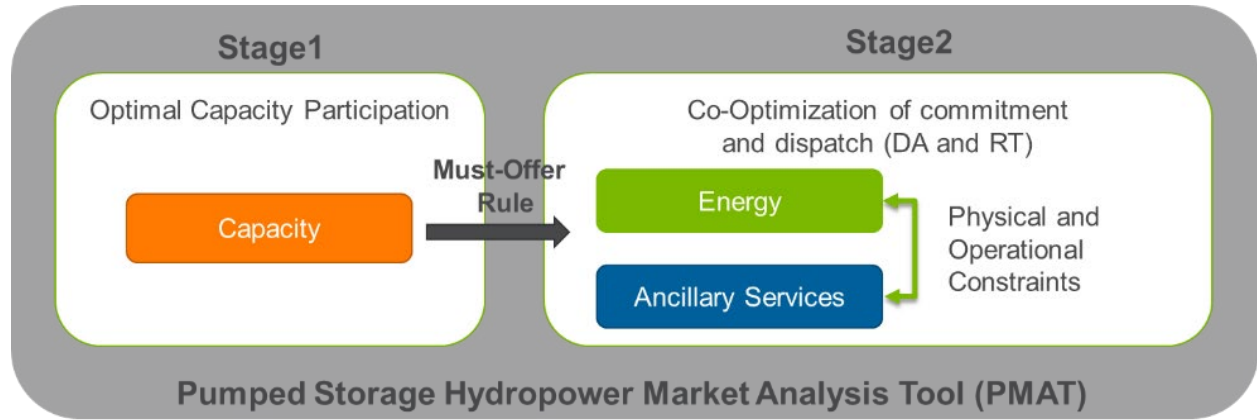 Stage1
Optimal Capacity Participation
Capacity
Must-Offer
Rule
Stage2
Co-Optimization of commitment
and dispatch (DA and RT)
Energy
Ancillary Services
Physical and
Operational
Constraints
Pumped Storage Hydropower Market Analysis Tool (PMAT)